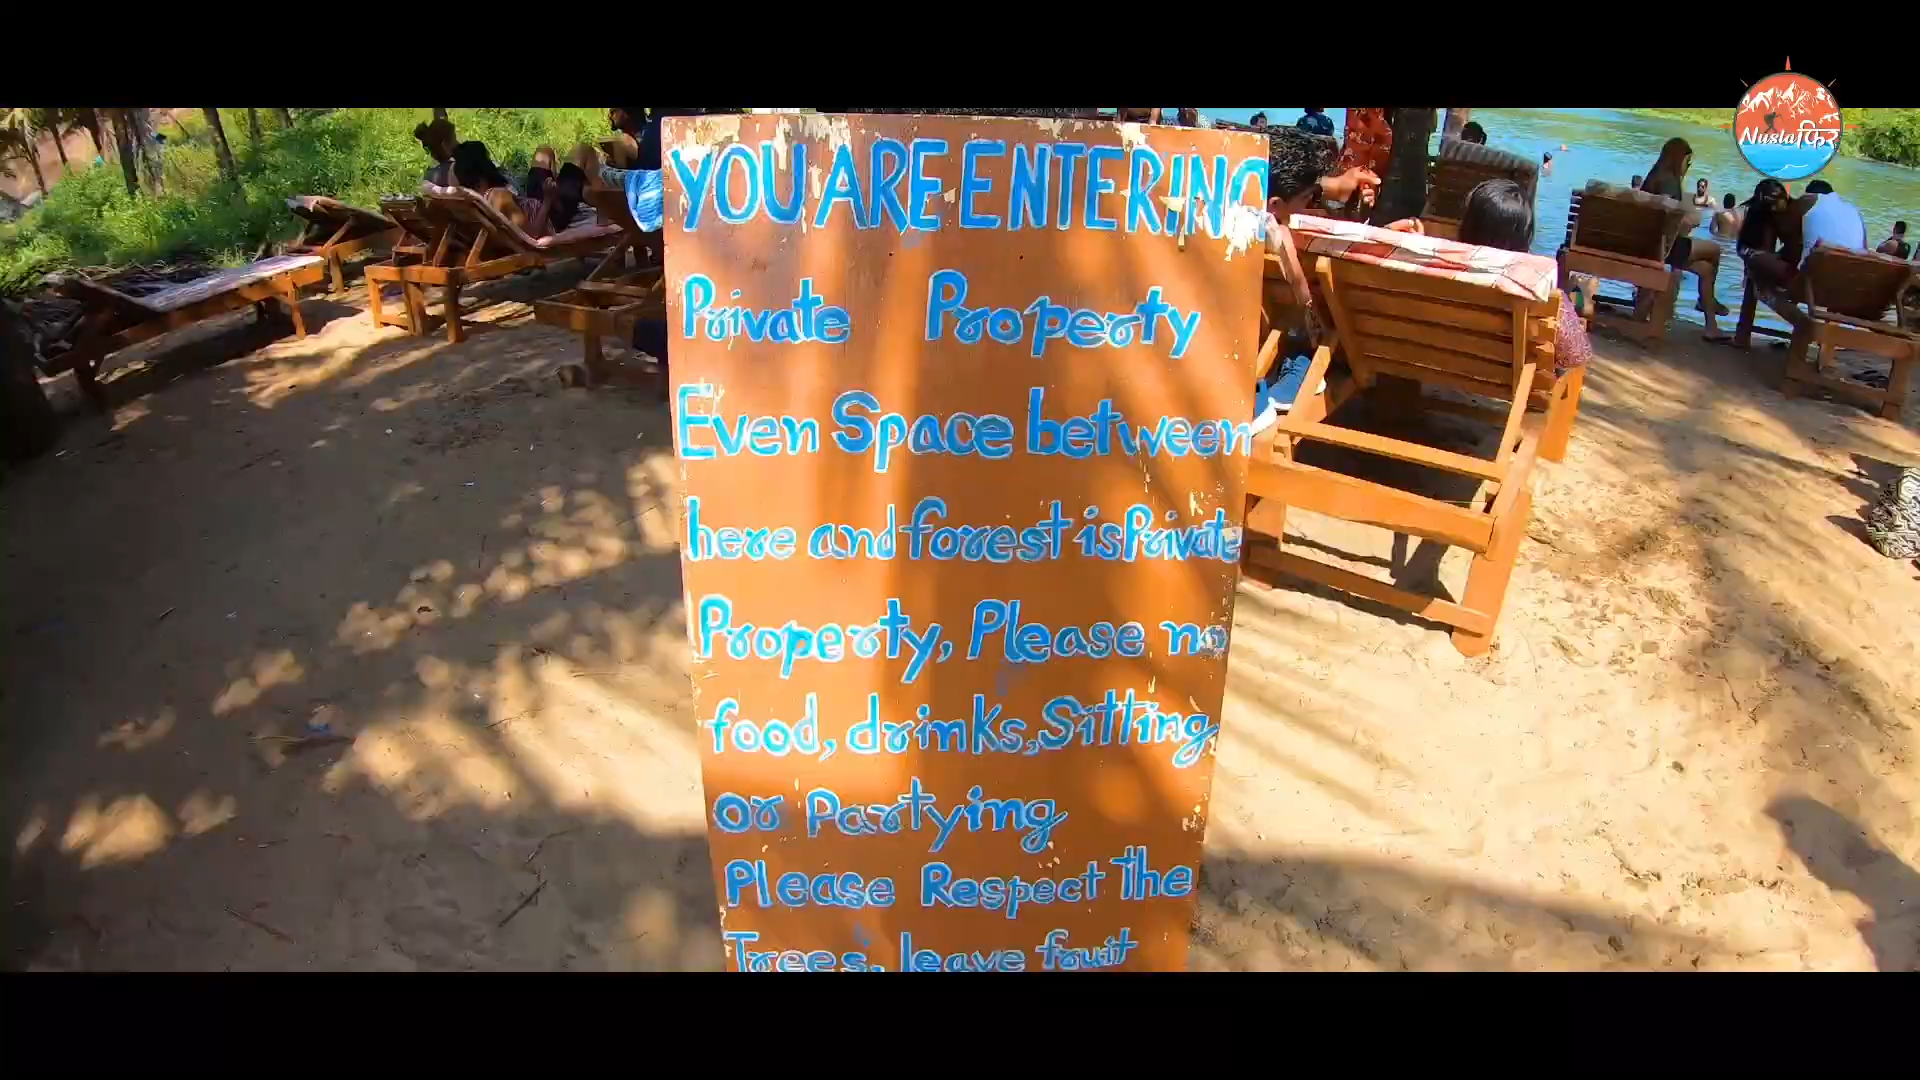 YOU ARE ENTERING
Private Property
Even Space between
here and forest is Private
Property, Please no
food, drinks, Sitting
or Partying
Please Respect The
Trees, leave fruit
Nuslaफिर